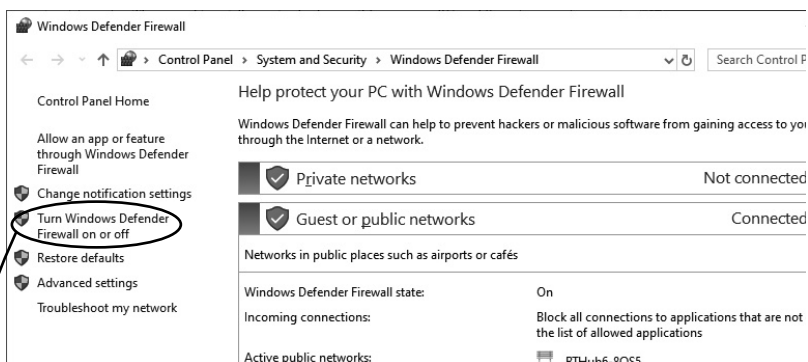 Windows Defender Firewall
Control Panel > System and Security > Windows Defender Firewall
Search Control
Control Panel Home
Allow an app or feature
through Windows Defender
Firewall
Change notification settings
Turn Windows Defender
Firewall on or off
Restore defaults
Advanced settings
Troubleshoot my network
Help protect your PC with Windows Defender Firewall
Windows Defender Firewall can help to prevent hackers or malicious software from gaining access to
through the Internet or a network.
Private networks Not connected
Guest or public networks Connected
Networks in public places such as airports or cafés
Windows Defender Firewall state: On
Incoming connections: Block all connections to applications that are not
the list of allowed applications
Active public networks: